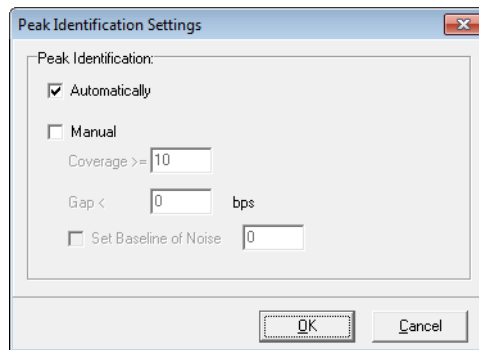 Peak Identification Settings
Peak Identification:
Automatically
Manual
Coverage >= 10
Gap < 0 bps
Set Baseline of Noise 0
OK Cancel